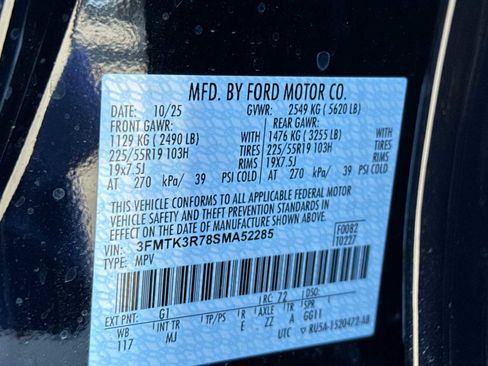 MFD. BY FORD MOTOR CO.
DATE: 10/25 GVWR: 2549 KG ( 5620 LB)
FRONT GAWR: REAR GAWR:
1129 KG ( 2490 LB) WITH 1476 KG ( 3255 LB) WITH
225/55R19 103H TIRES 225/55R19 103H TIRES
19x7.5J RIMS 19x7.5J RIMS
AT 270 kPa/ 39 PSI COLD AT 270 kPa/ 39 PSI COLD
THIS VEHICLE CONFORMS TO ALL APPLICABLE FEDERAL MOTOR
VEHICLE SAFETY AND THEFT PREVENTION STANDARDS IN
EFFECT ON THE DATE OF MANUFACTURE SHOWN ABOVE.
VIN: 3FMTK3R78SMA52285 F0082
TYPE: MPV T0227
EXT PNT: G1 RC: 72 DSO:
WB INT TR TP/PS R AXLE TR SPR
117 MJ ZZ A GG11
UTC RU5A-1520472-AB